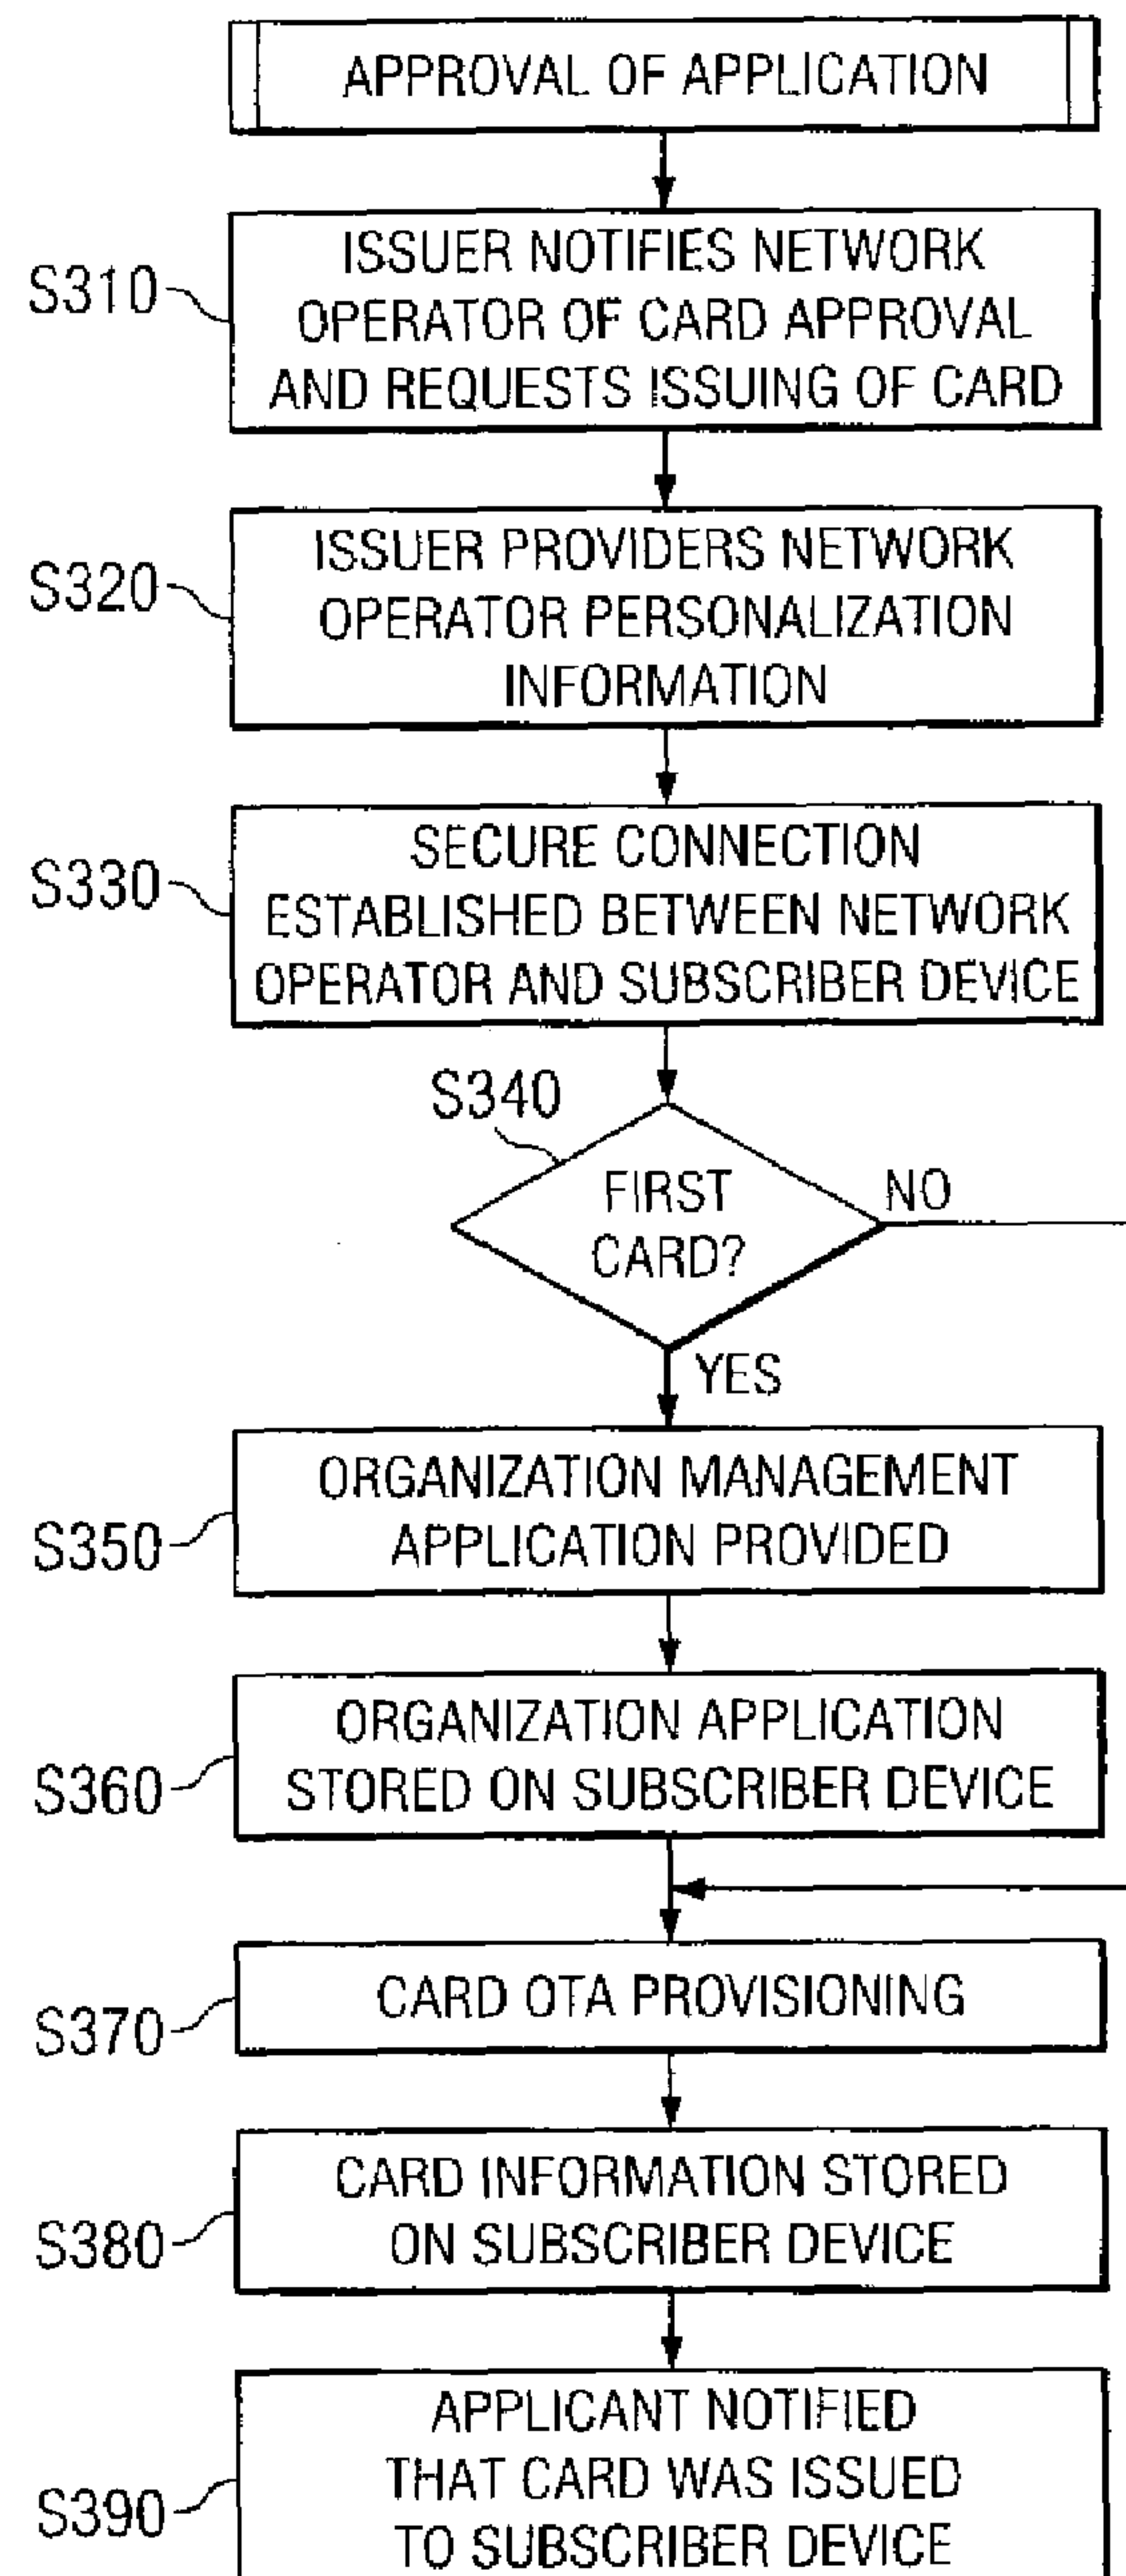 APPROVAL OF APPLICATION
S310
ISSUER NOTIFIES NETWORK
OPERATOR OF CARD APPROVAL
AND REQUESTS ISSUING OF CARD
S320
ISSUER PROVIDERS NETWORK
OPERATOR PERSONALIZATION
INFORMATION
S330
SECURE CONNECTION
ESTABLISHED BETWEEN NETWORK
OPERATOR AND SUBSCRIBER DEVICE
S340
FIRST
CARD?
NO
YES
S350
ORGANIZATION MANAGEMENT
APPLICATION PROVIDED
S360
ORGANIZATION APPLICATION
STORED ON SUBSCRIBER DEVICE
S370
CARD OTA PROVISIONING
S380
CARD INFORMATION STORED
ON SUBSCRIBER DEVICE
S390
APPLICANT NOTIFIED
THAT CARD WAS ISSUED
TO SUBSCRIBER DEVICE